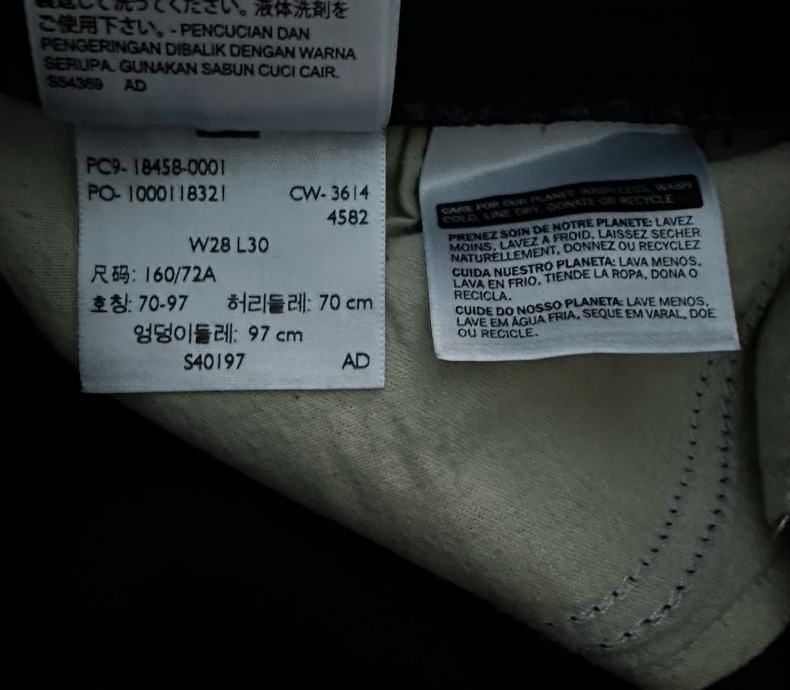 裏返して洗ってください。液体洗剤を
ご使用下さい。- PENCUCIAN DAN
PENGERINGAN DIBALIK DENGAN WARNA
SERUPA. GUNAKAN SABUN CUCI CAIR.
S54369 AD
PC9- 18458-0001
PO- 1000118321 CW- 3614
4582
W28 L30
尺码: 160/72A
호칭: 70-97 허리둘레: 70 cm
엉덩이둘레: 97 cm
S40197 AD
CARE FOR OUR PLANET: WASH LESS, WASH
COLD, LINE DRY, DONATE OR RECYCLE
PRENEZ SOIN DE NOTRE PLANETE: LAVEZ
MOINS, LAVEZ A FROID, LAISSEZ SECHER
NATURELLEMENT, DONNEZ OU RECYCLEZ
CUIDA NUESTRO PLANETA: LAVA MENOS,
LAVA EN FRIO, TIENDE LA ROPA, DONA O
RECICLA.
CUIDE DO NOSSO PLANETA: LAVE MENOS,
LAVE EM ÁGUA FRIA, SEQUE EM VARAL, DOE
OU RECICLE.